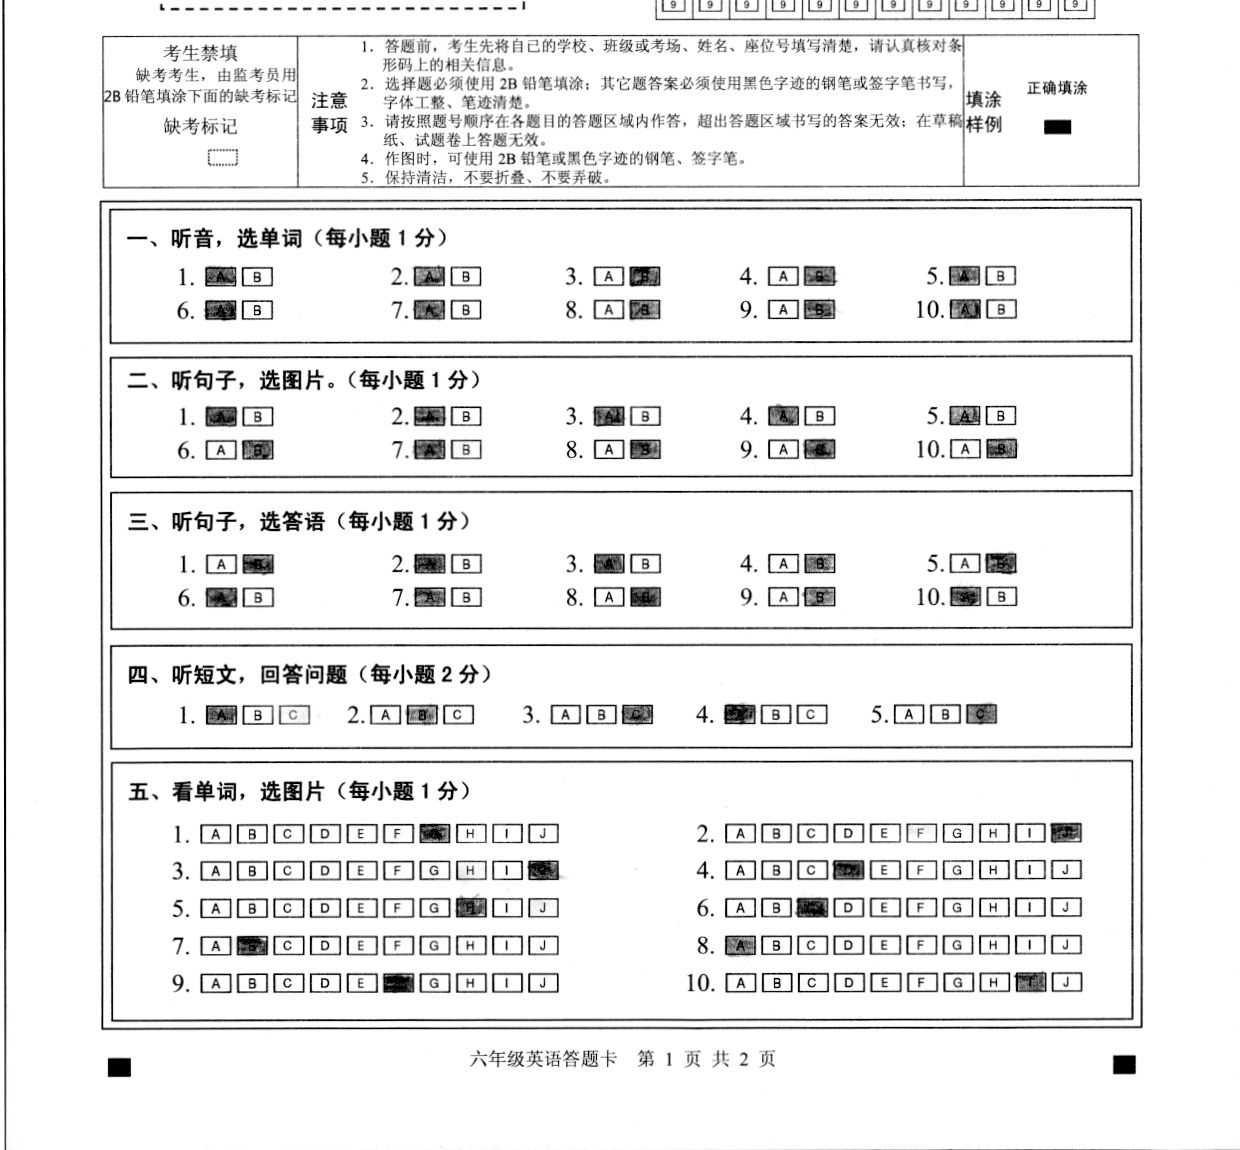 9 9 9 9 9 9 9 9 9 9 9 9
考生禁填
缺考考生，由监考员用
2B 铅笔填涂下面的缺考标记
缺考标记
注意
事项
1．答题前，考生先将自己的学校、班级或考场、姓名、座位号填写清楚，请认真核对条
形码上的相关信息。
2．选择题必须使用 2B 铅笔填涂；其它题答案必须使用黑色字迹的钢笔或签字笔书写，
字体工整、笔迹清楚。
3．请按照题号顺序在各题目的答题区域内作答，超出答题区域书写的答案无效；在草稿
纸、试题卷上答题无效。
4．作图时，可使用 2B 铅笔或黑色字迹的钢笔、签字笔。
5．保持清洁，不要折叠、不要弄破。
填涂
样例
正确填涂
一、听音，选单词（每小题 1 分）
1. A B 2. A B 3. A B 4. A B 5. A B
6. A B 7. A B 8. A B 9. A B 10. A B
二、听句子，选图片。（每小题 1 分）
1. A B 2. A B 3. A B 4. A B 5. A B
6. A B 7. A B 8. A B 9. A B 10. A B
三、听句子，选答语（每小题 1 分）
1. A B 2. A B 3. A B 4. A B 5. A B
6. A B 7. A B 8. A B 9. A B 10. A B
四、听短文，回答问题（每小题 2 分）
1. A B C 2. A B C 3. A B C 4. B C 5. A B C
五、看单词，选图片（每小题 1 分）
1. A B C D E F G H I J 2. A B C D E F G H I J
3. A B C D E F G H I 4. A B C D E F G H I J
5. A B C D E F G H I J 6. A B D E F G H I J
7. A B C D E F G H I J 8. A B C D E F G H I J
9. A B C D E G H I J 10. A B C D E F G H I J
六年级英语答题卡 第 1 页 共 2 页